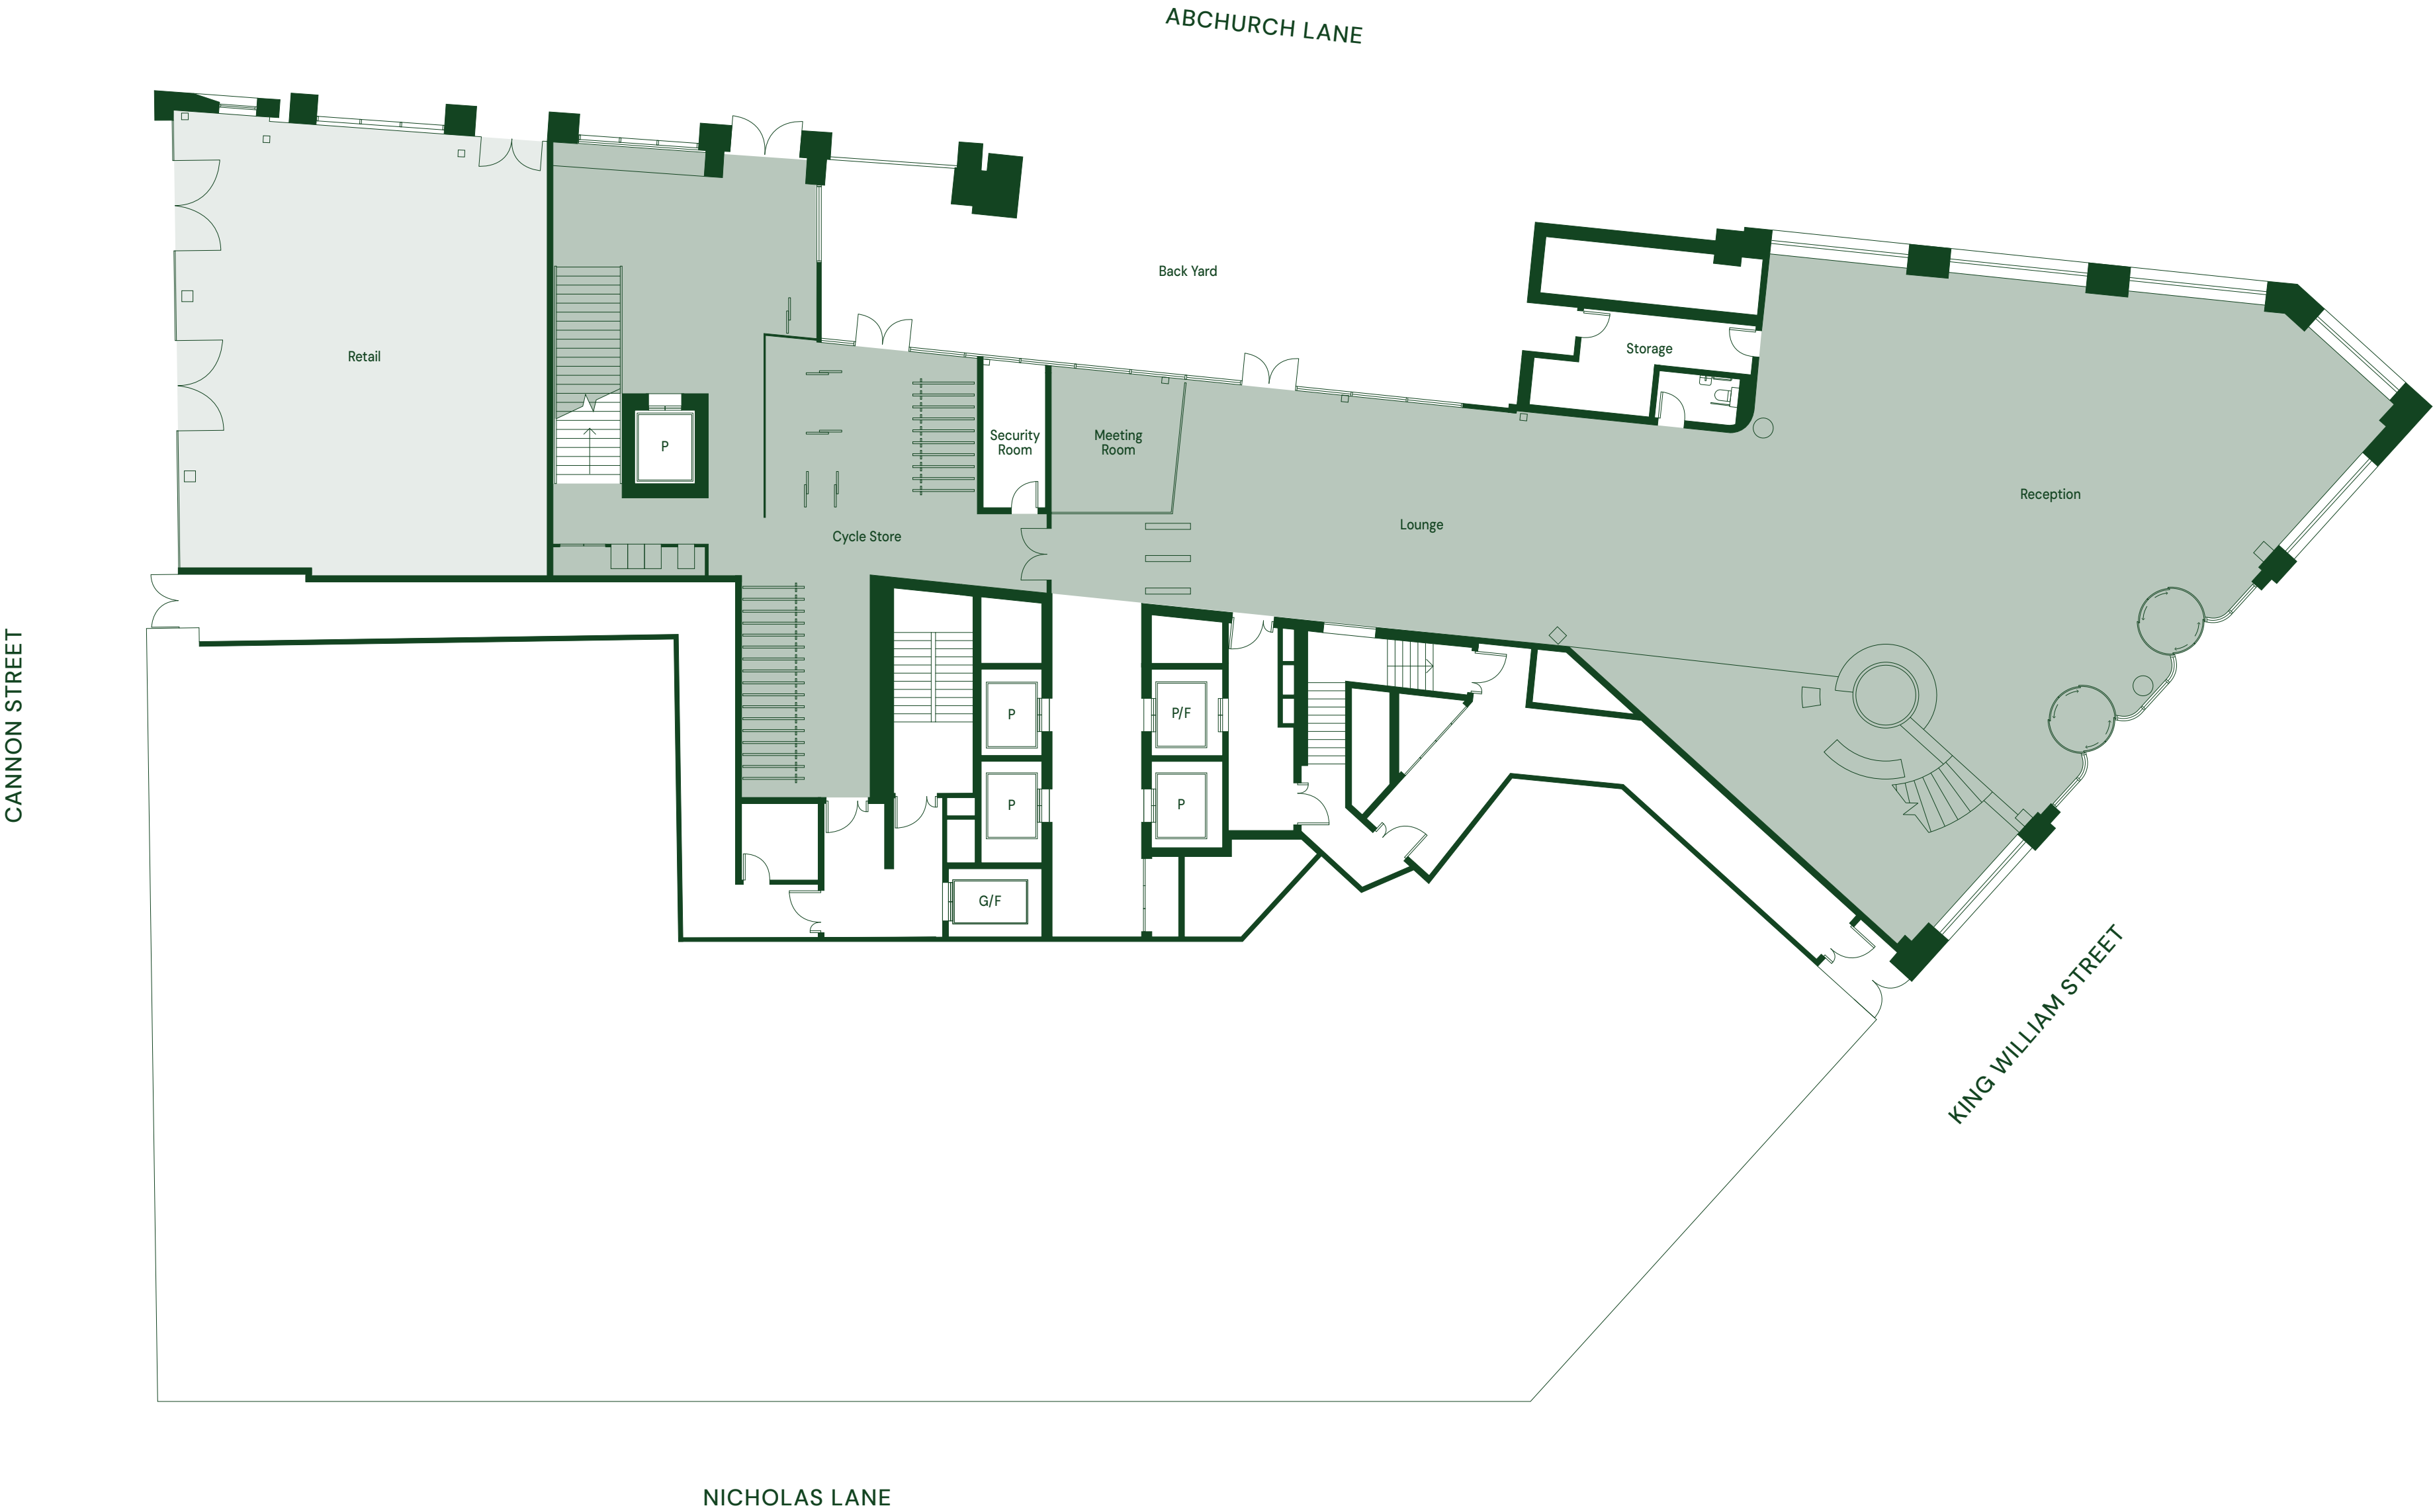 ABCHURCH LANE
Back Yard
Storage
Retail
Security
Room
Meeting
Room
P
Reception
Lounge
Cycle Store
P
P/F
P
P
G/F
CANNON STREET
KING WILLIAM STREET
NICHOLAS LANE